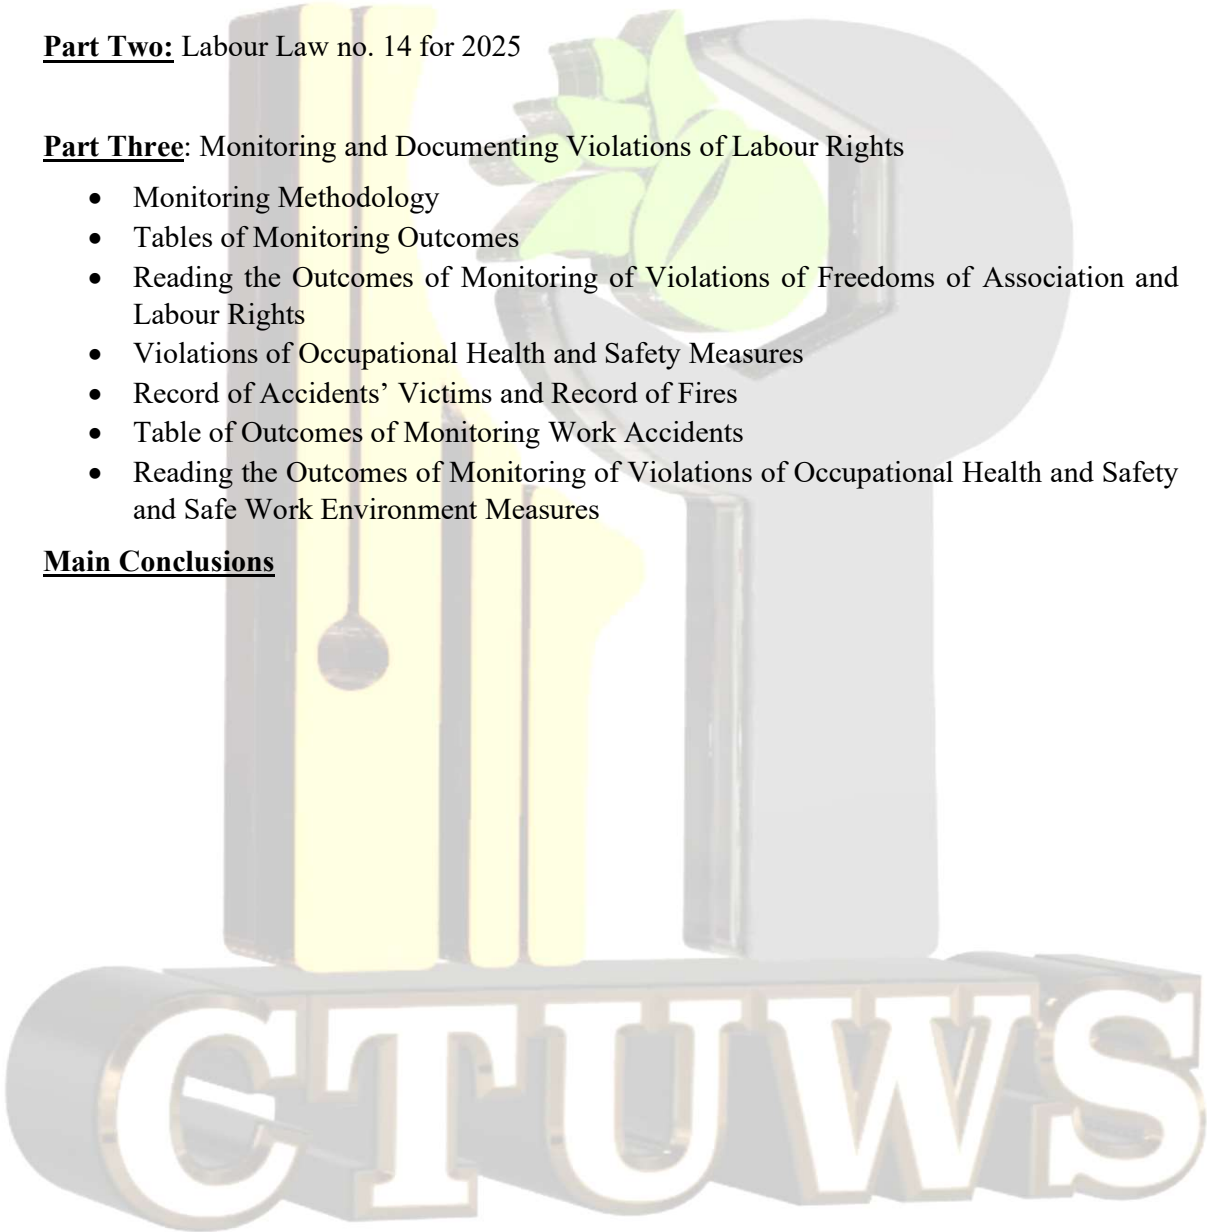 Part Two: Labour Law no. 14 for 2025
Part Three: Monitoring and Documenting Violations of Labour Rights
• Monitoring Methodology
• Tables of Monitoring Outcomes
• Reading the Outcomes of Monitoring of Violations of Freedoms of Association and
Labour Rights
• Violations of Occupational Health and Safety Measures
• Record of Accidents’ Victims and Record of Fires
• Table of Outcomes of Monitoring Work Accidents
• Reading the Outcomes of Monitoring of Violations of Occupational Health and Safety
and Safe Work Environment Measures
Main Conclusions
CTUWS